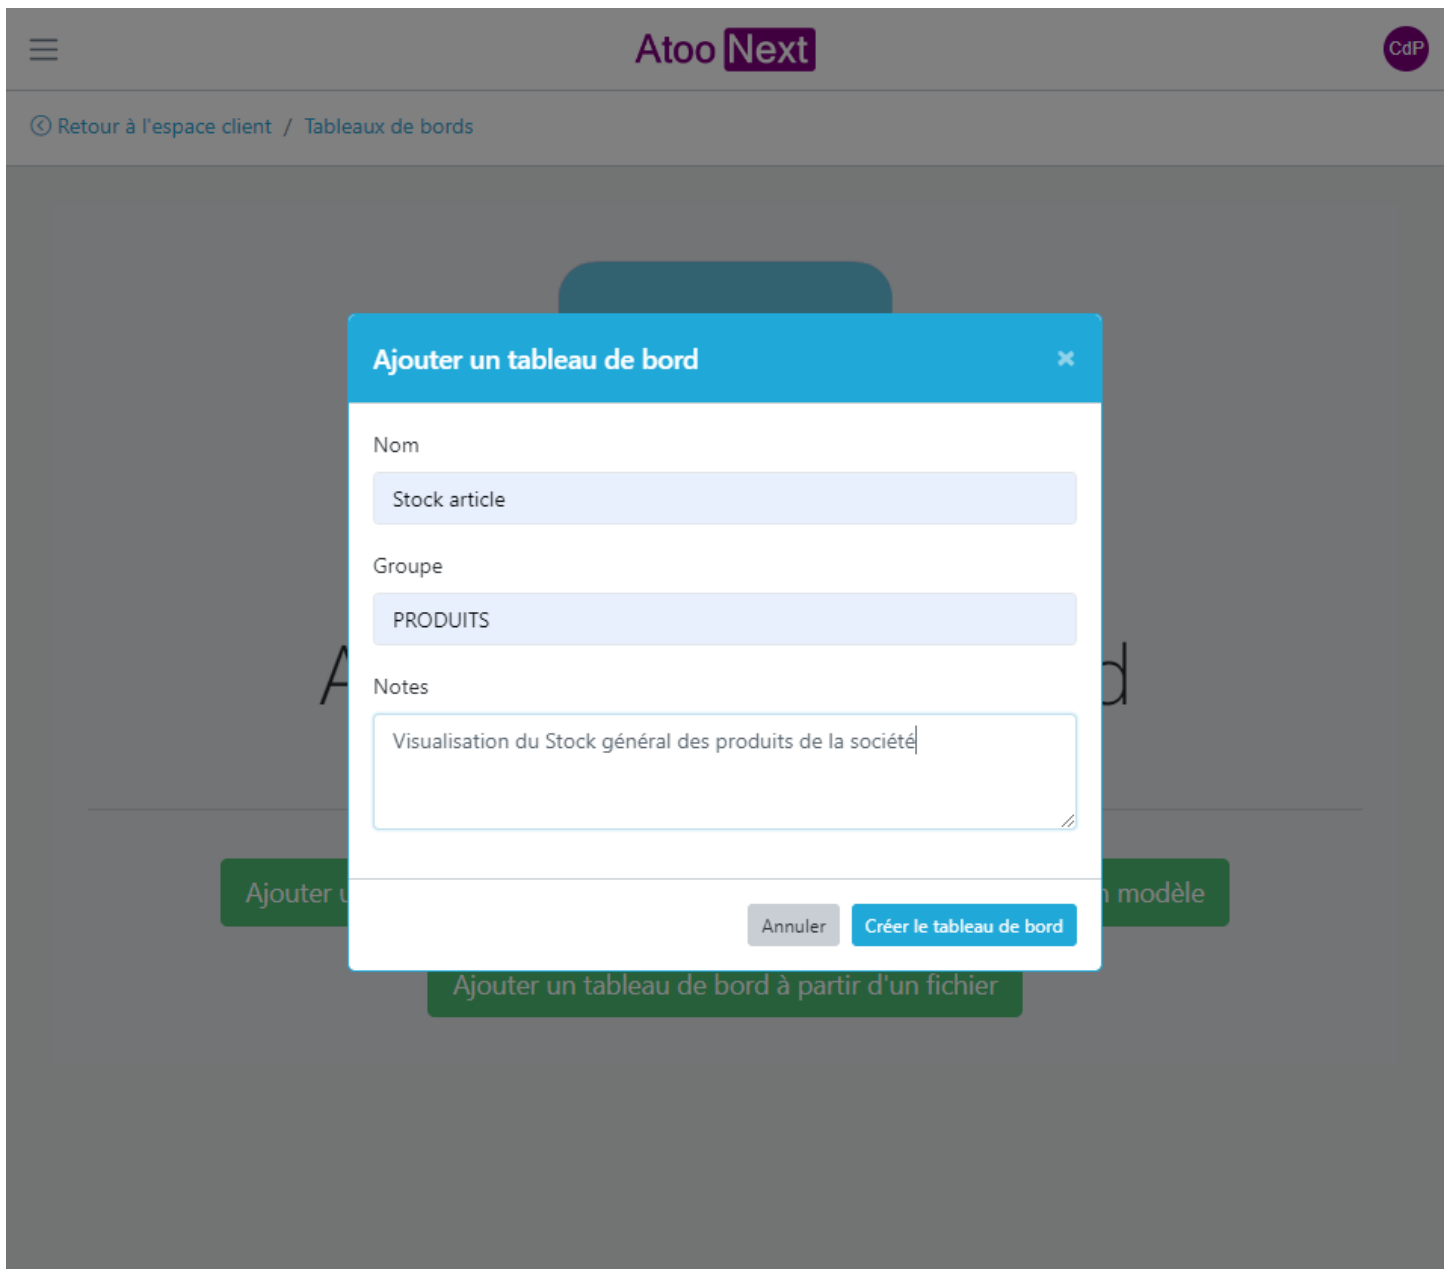 Atoo Next
CdP
Retour à l'espace client / Tableaux de bords
Ajouter un tableau de bord
Nom
Stock article
Groupe
PRODUITS
Notes
Visualisation du Stock général des produits de la société
Annuler
Créer le tableau de bord
Ajouter
modèle
Ajouter un tableau de bord à partir d'un fichier